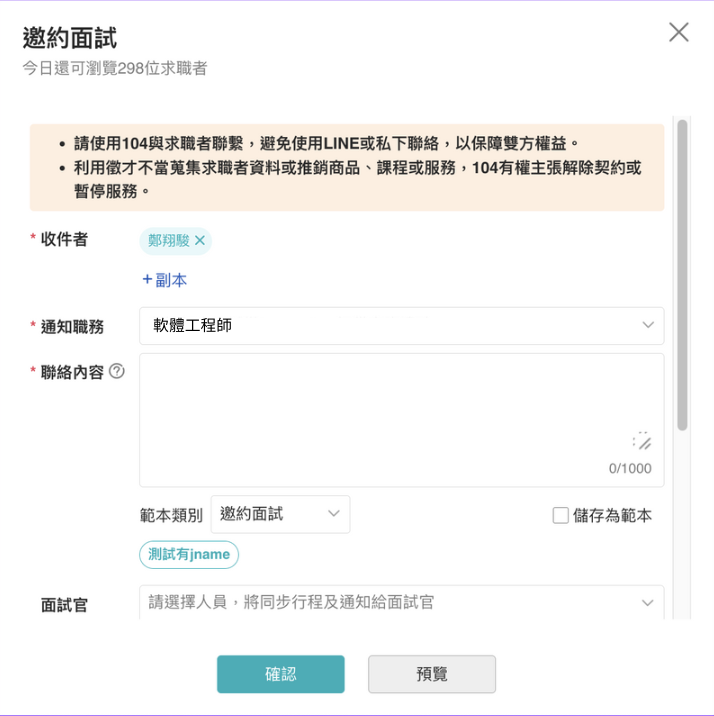 邀約面試
今日還可瀏覽298位求職者
• 請使用104與求職者聯繫，避免使用LINE或私下聯絡，以保障雙方權益。
• 利用徵才不當蒐集求職者資料或推銷商品、課程或服務，104有權主張解除契約或
暫停服務。
* 收件者 鄭翔駿 ×
+副本
* 通知職務 軟體工程師
* 聯絡內容 ?
0/1000
範本類別 邀約面試 儲存為範本
測試有jname
面試官 請選擇人員，將同步行程及通知給面試官
確認 預覽